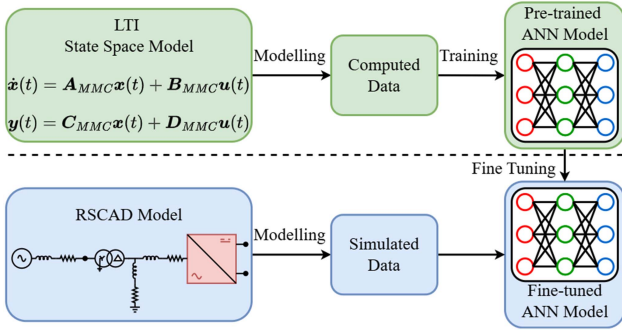 LTI
State Space Model
ẋ(t) = A_MMC x(t) + B_MMC u(t)
y(t) = C_MMC x(t) + D_MMC u(t)
Modelling
Computed
Data
Training
Pre-trained
ANN Model
Fine Tuning
RSCAD Model
Modelling
Simulated
Data
Fine-tuned
ANN Model